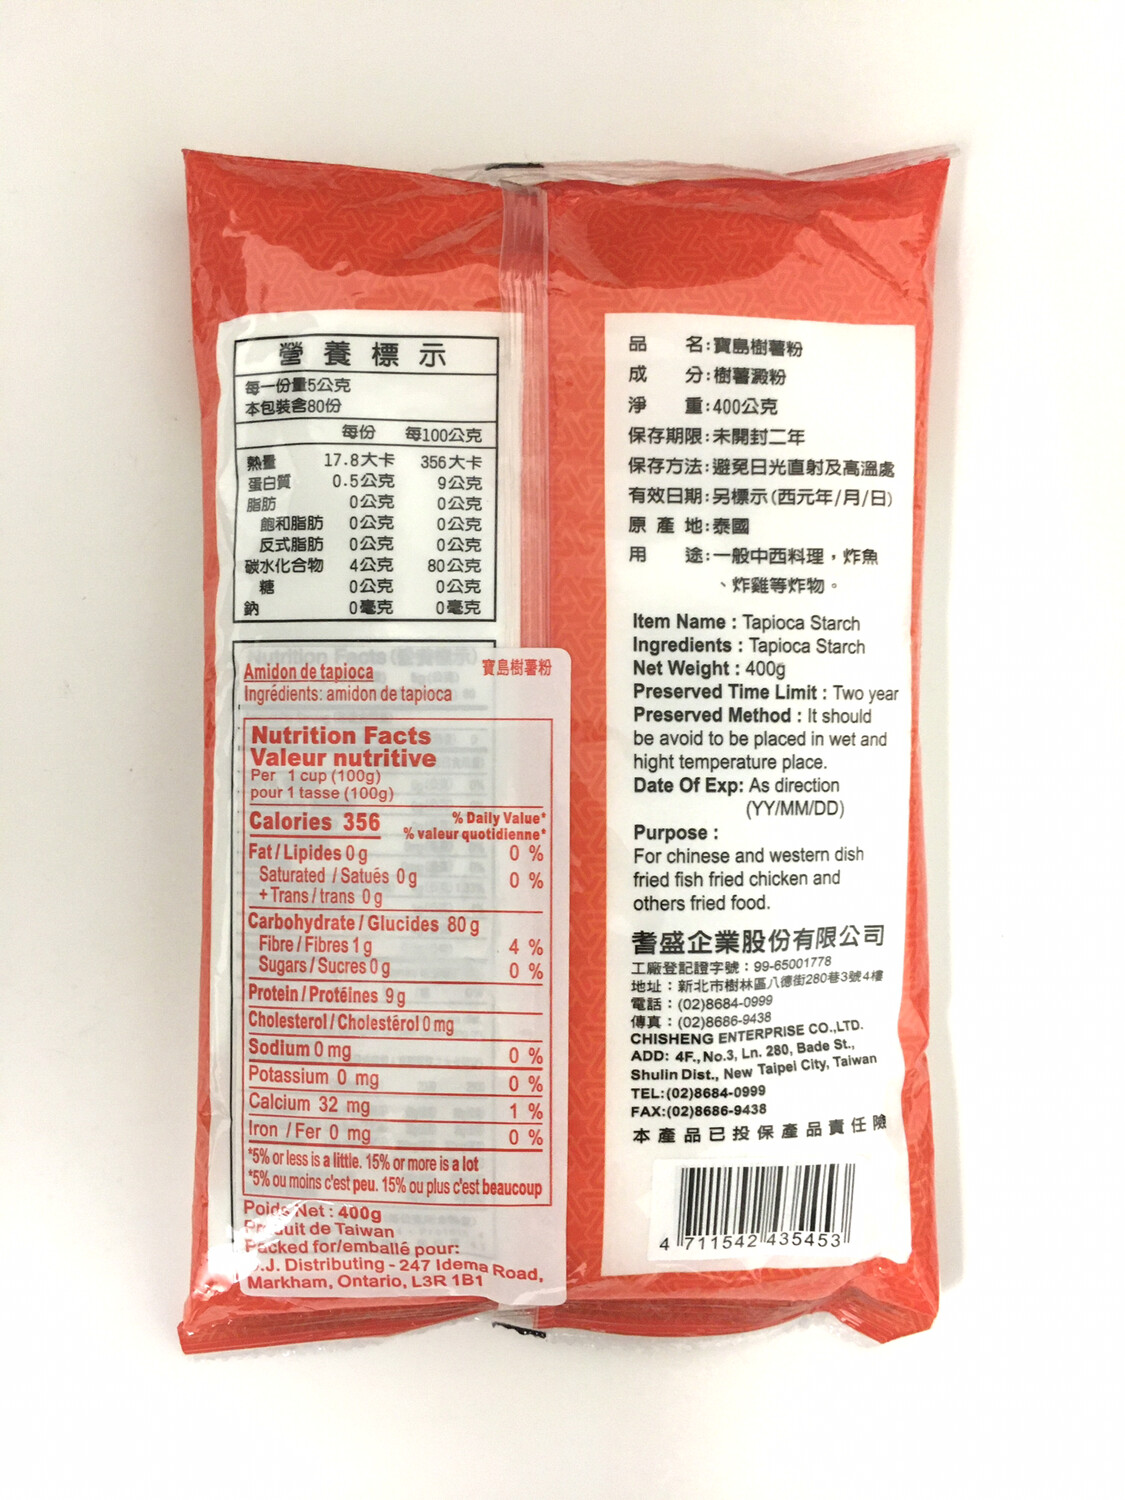 營養標示
每一份量5公克
本包裝含80份
每份 每100公克
熱量 17.8大卡 356大卡
蛋白質 0.5公克 9公克
脂肪 0公克 0公克
飽和脂肪 0公克 0公克
反式脂肪 0公克 0公克
碳水化合物 4公克 80公克
糖 0公克 0公克
鈉 0毫克 0毫克
Nutrition Facts
Amidon de tapioca 寶島樹薯粉
Ingrédients: amidon de tapioca
Nutrition Facts
Valeur nutritive
Per 1 cup (100g)
pour 1 tasse (100g)
Calories 356 % Daily Value*
% valeur quotidienne*
Fat / Lipides 0 g 0 %
Saturated / Satués 0 g 0 %
+ Trans / trans 0 g
Carbohydrate / Glucides 80 g
Fibre / Fibres 1 g 4 %
Sugars / Sucres 0 g 0 %
Protein / Protéines 9 g
Cholesterol / Cholestérol 0 mg
Sodium 0 mg 0 %
Potassium 0 mg 0 %
Calcium 32 mg 1 %
Iron / Fer 0 mg 0 %
*5% or less is a little. 15% or more is a lot
*5% ou moins c'est peu. 15% ou plus c'est beaucoup
Poids Net : 400g
de Taiwan
Packed for/emballé pour:
Distributing - 247 Idema Road,
Markham, Ontario, L3R 1B1
品 名:寶島樹薯粉
成 分:樹薯澱粉
淨 重:400公克
保存期限:未開封二年
保存方法:避免日光直射及高溫處
有效日期:另標示(西元年/月/日)
原 產 地:泰國
用 途:一般中西料理，炸魚
、炸雞等炸物。
Item Name : Tapioca Starch
Ingredients : Tapioca Starch
Net Weight : 400g
Preserved Time Limit : Two year
Preserved Method : It should
be avoid to be placed in wet and
hight temperature place.
Date Of Exp: As direction
(YY/MM/DD)
Purpose :
For chinese and western dish
fried fish fried chicken and
others fried food.
耆盛企業股份有限公司
工廠登記證字號：99-65001778
地址：新北市樹林區八德街280巷3號4樓
電話：(02)8684-0999
傳真：(02)8686-9438
CHISHENG ENTERPRISE CO.,LTD.
ADD: 4F., No.3, Ln. 280, Bade St.,
Shulin Dist., New Taipei City, Taiwan
TEL:(02)8684-0999
FAX:(02)8686-9438
本產品已投保產品責任險
4 711542 435453